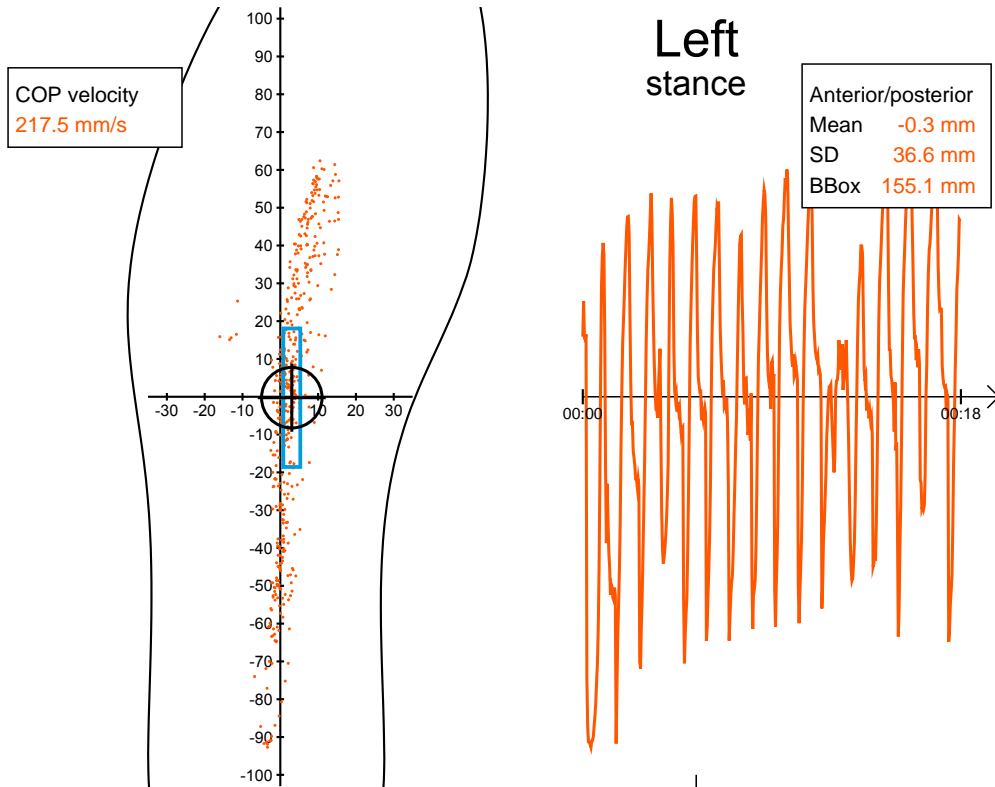 Left
stance
COP velocity
217.5 mm/s
Anterior/posterior
Mean -0.3 mm
SD 36.6 mm
BBox 155.1 mm
100
90
80
70
60
50
40
30
20
10
-30 -20 -10 10 20 30
-10
-20
-30
-40
-50
-60
-70
-80
-90
-100
00:00 00:18